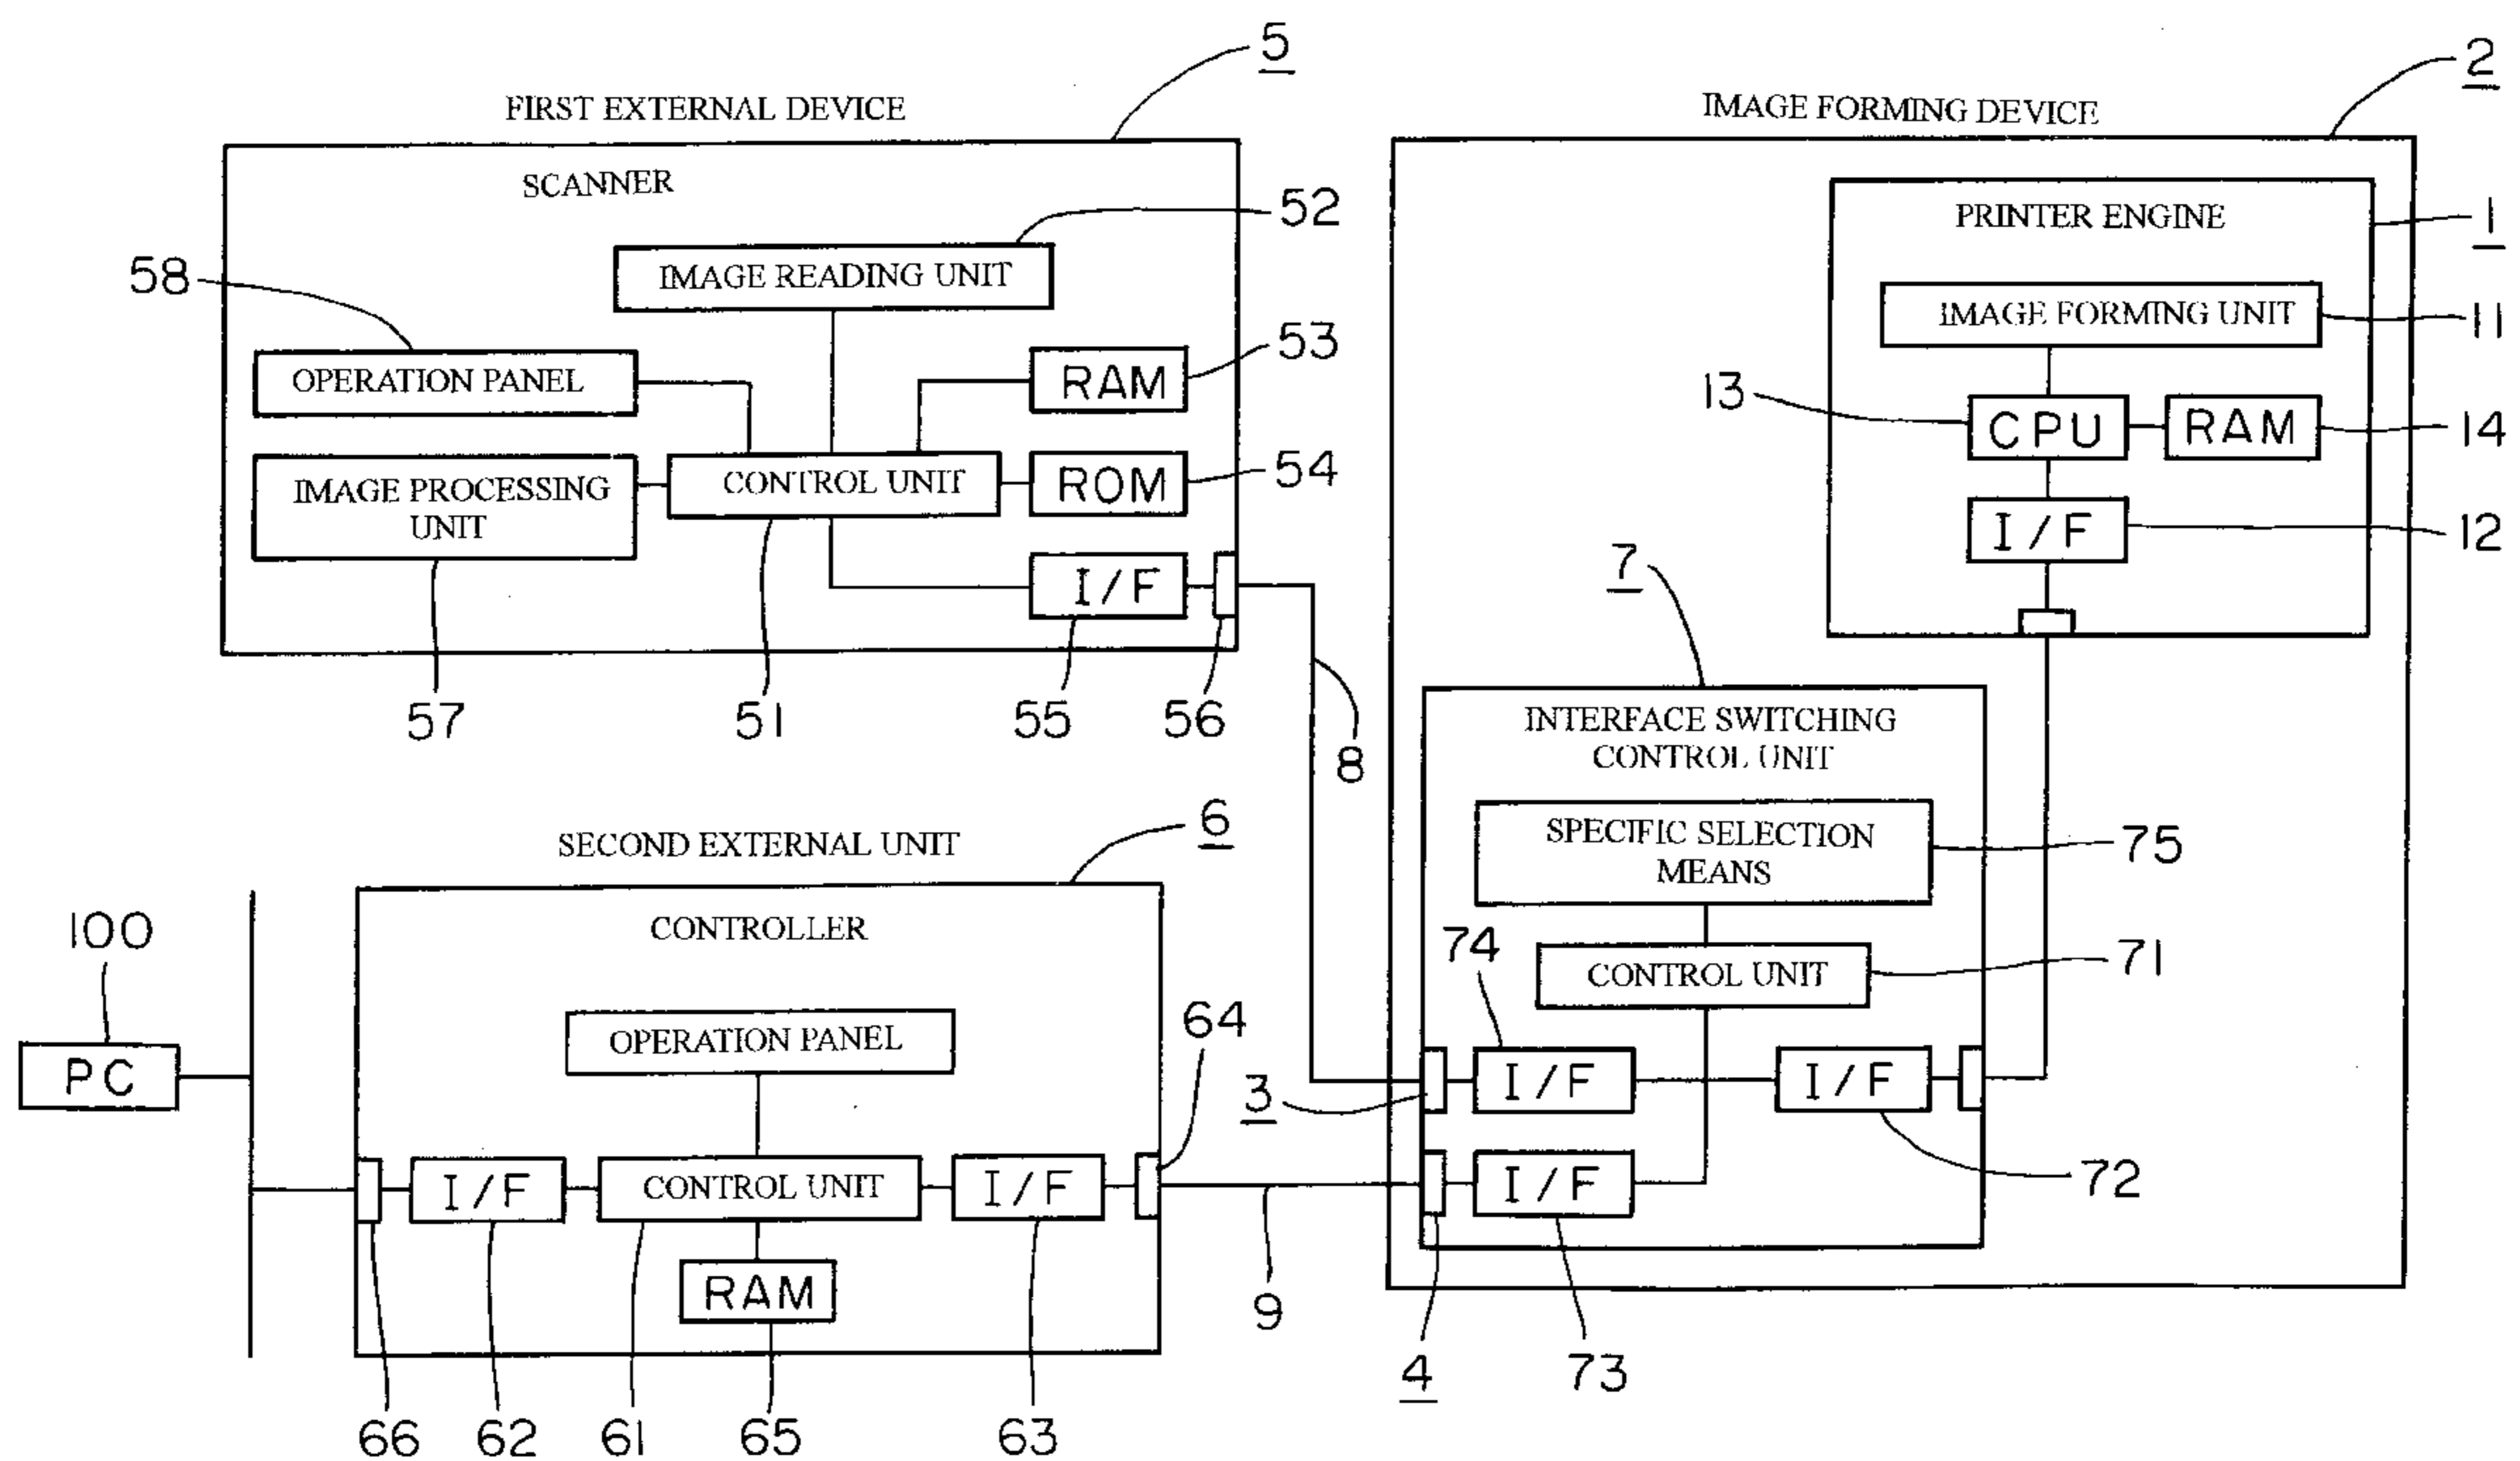 5
2
FIRST EXTERNAL DEVICE
IMAGE FORMING DEVICE
SCANNER
52
PRINTER ENGINE
1
58
IMAGE READING UNIT
IMAGE FORMING UNIT
11
53
OPERATION PANEL
RAM
13
CPU
RAM
14
IMAGE PROCESSING
UNIT
CONTROL UNIT
ROM
54
I/F
12
7
I/F
57
51
55
56
8
INTERFACE SWITCHING
CONTROL UNIT
SECOND EXTERNAL UNIT
6
SPECIFIC SELECTION
MEANS
75
100
CONTROLLER
74
CONTROL UNIT
71
64
OPERATION PANEL
PC
3
I/F
I/F
I/F
CONTROL UNIT
I/F
I/F
72
RAM
9
4
73
66
62
61
65
63